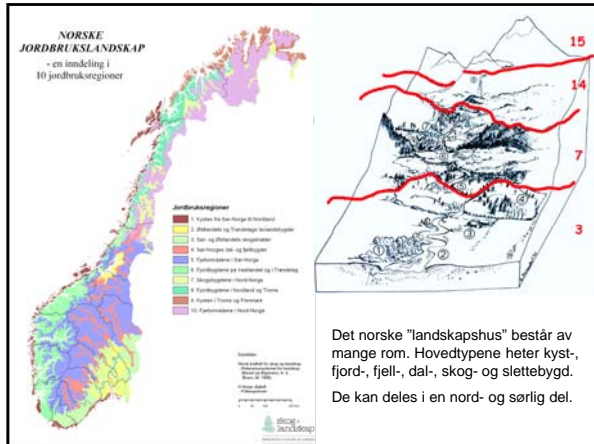 NORSKE
JORDBRUKSLANDSKAP
- en inndeling i
10 jordbruksregioner
Jordbruksregioner
1. Kysten fra Sør-Norge til Nordland
2. Østlandets og Trøndelags lavlandsbygder
3. Sør- og Østlandets skogstrakter
4. Sør-Norges dal- og fjellbygder
5. Fjellområdene i Sør-Norge
6. Fjordbygdene på Vestlandet og i Trøndelag
7. Skogsbygdene i Nord-Norge
8. Fjordbygdene i Nordland og Troms
9. Kysten i Troms og Finnmark
10. Fjellområdene i Nord-Norge
skog+
landskap
15
14
7
3
Det norske "landskapshus" består av
mange rom. Hovedtypene heter kyst-,
fjord-, fjell-, dal-, skog- og slettebygd.
De kan deles i en nord- og sørlig del.